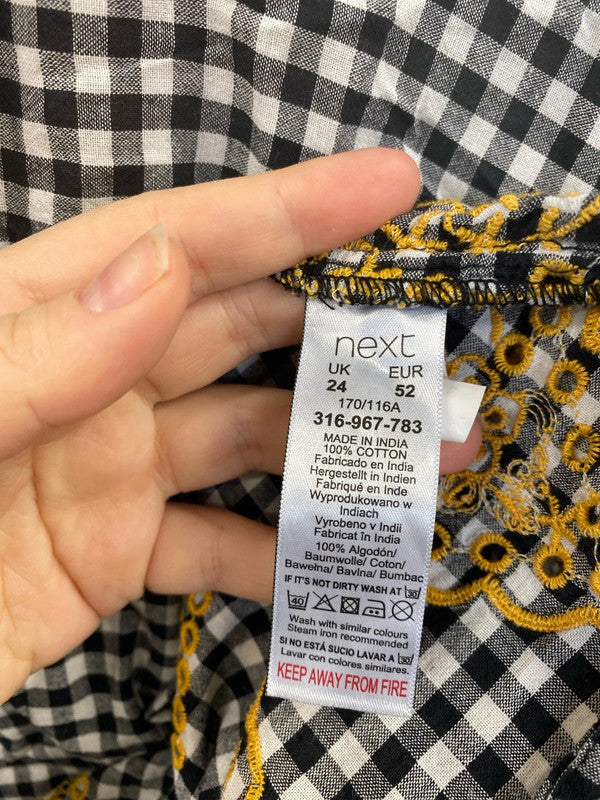 next
UK EUR
24 52
170/116A
316-967-783
MADE IN INDIA
100% COTTON
Fabricado en India
Hergestellt in Indien
Fabriqué en Inde
Wyprodukowano w
Indiach
Vyrobeno v Indii
Fabricat în India
100% Algodón/
Baumwolle/ Coton/
Bawełna/ Bavlna/ Bumbac
IF IT'S NOT DIRTY WASH AT 30
40
Wash with similar colours
Steam iron recommended
SI NO ESTÁ SUCIO LAVAR A 30
Lavar con colores similares.
KEEP AWAY FROM FIRE